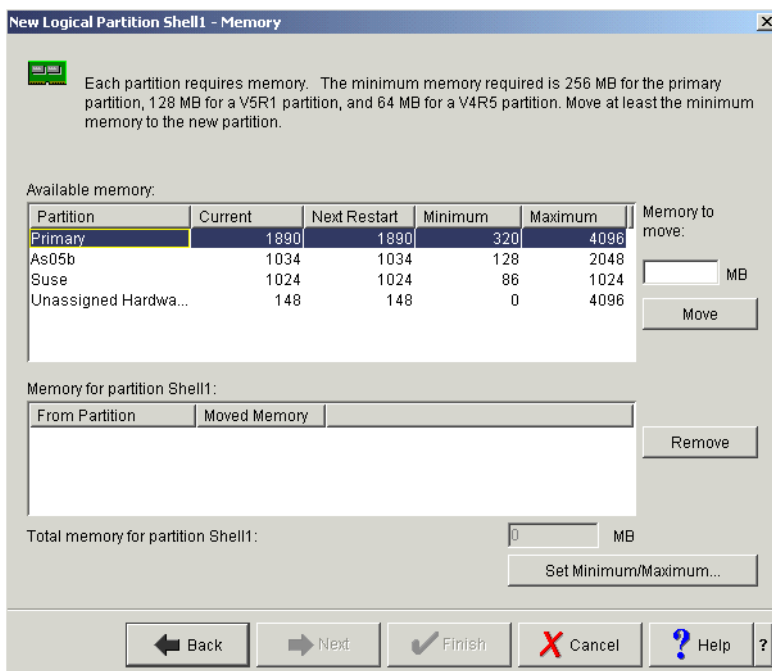 New Logical Partition Shell1 - Memory
Each partition requires memory. The minimum memory required is 256 MB for the primary
partition, 128 MB for a V5R1 partition, and 64 MB for a V4R5 partition. Move at least the minimum
memory to the new partition.
Available memory:
Partition Current Next Restart Minimum Maximum
Primary 1890 1890 320 4096
As05b 1034 1034 128 2048
Suse 1024 1024 86 1024
Unassigned Hardwa... 148 148 0 4096
Memory to
move:
MB
Move
Memory for partition Shell1:
From Partition Moved Memory
Remove
Total memory for partition Shell1: 0 MB
Set Minimum/Maximum...
Back Next Finish Cancel ? Help ?